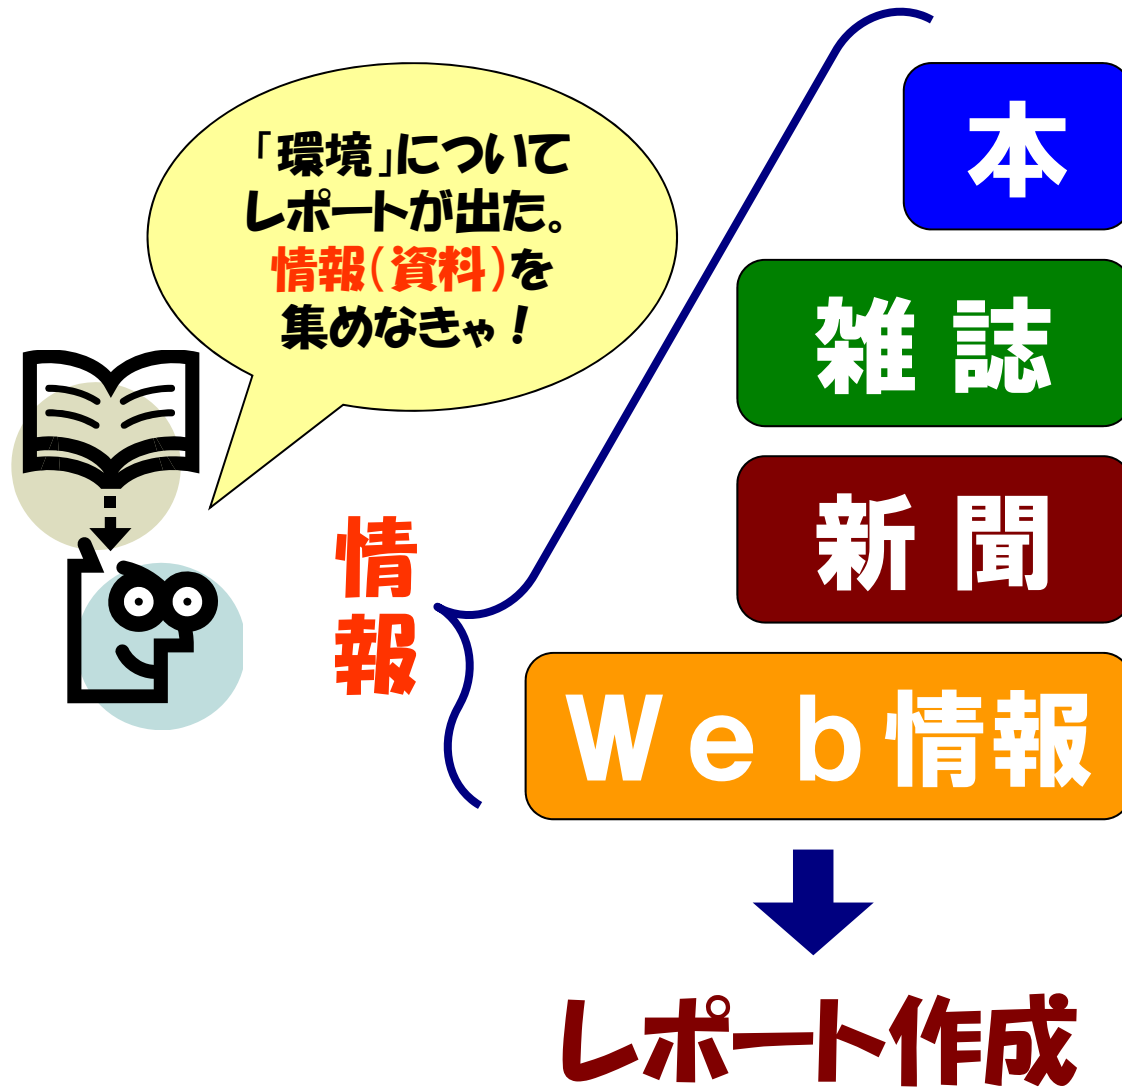 「環境」について
レポートが出た。
情報(資料)を
集めなきゃ！
情
報
本
雑 誌
新 聞
Ｗｅｂ情報
レポート作成